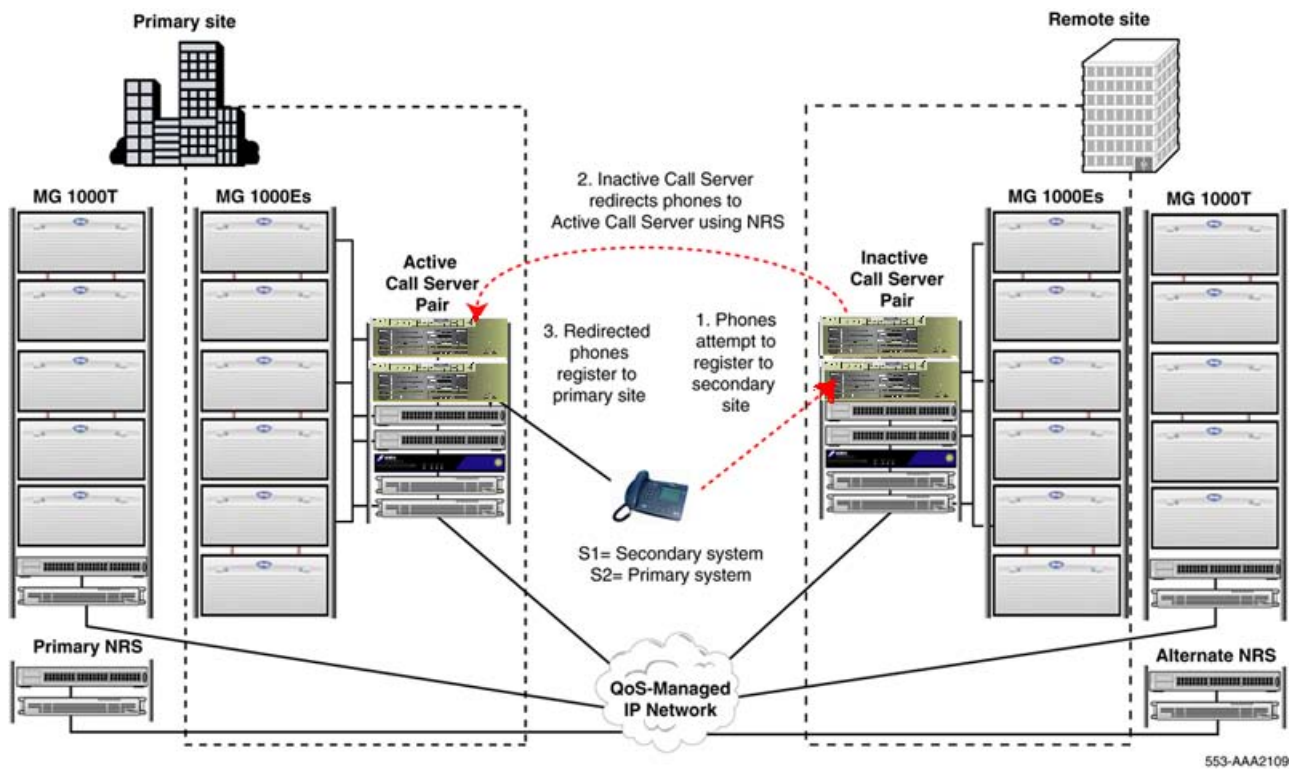 Primary site
Remote site
MG 1000T
MG 1000Es
2. Inactive Call Server
redirects phones to
Active Call Server using NRS
MG 1000Es
MG 1000T
Active
Call Server
Pair
Inactive
Call Server
Pair
3. Redirected
phones
register to
primary site
1. Phones
attempt to
register to
secondary
site
S1= Secondary system
S2= Primary system
Primary NRS
Alternate NRS
QoS-Managed
IP Network
553-AAA2109